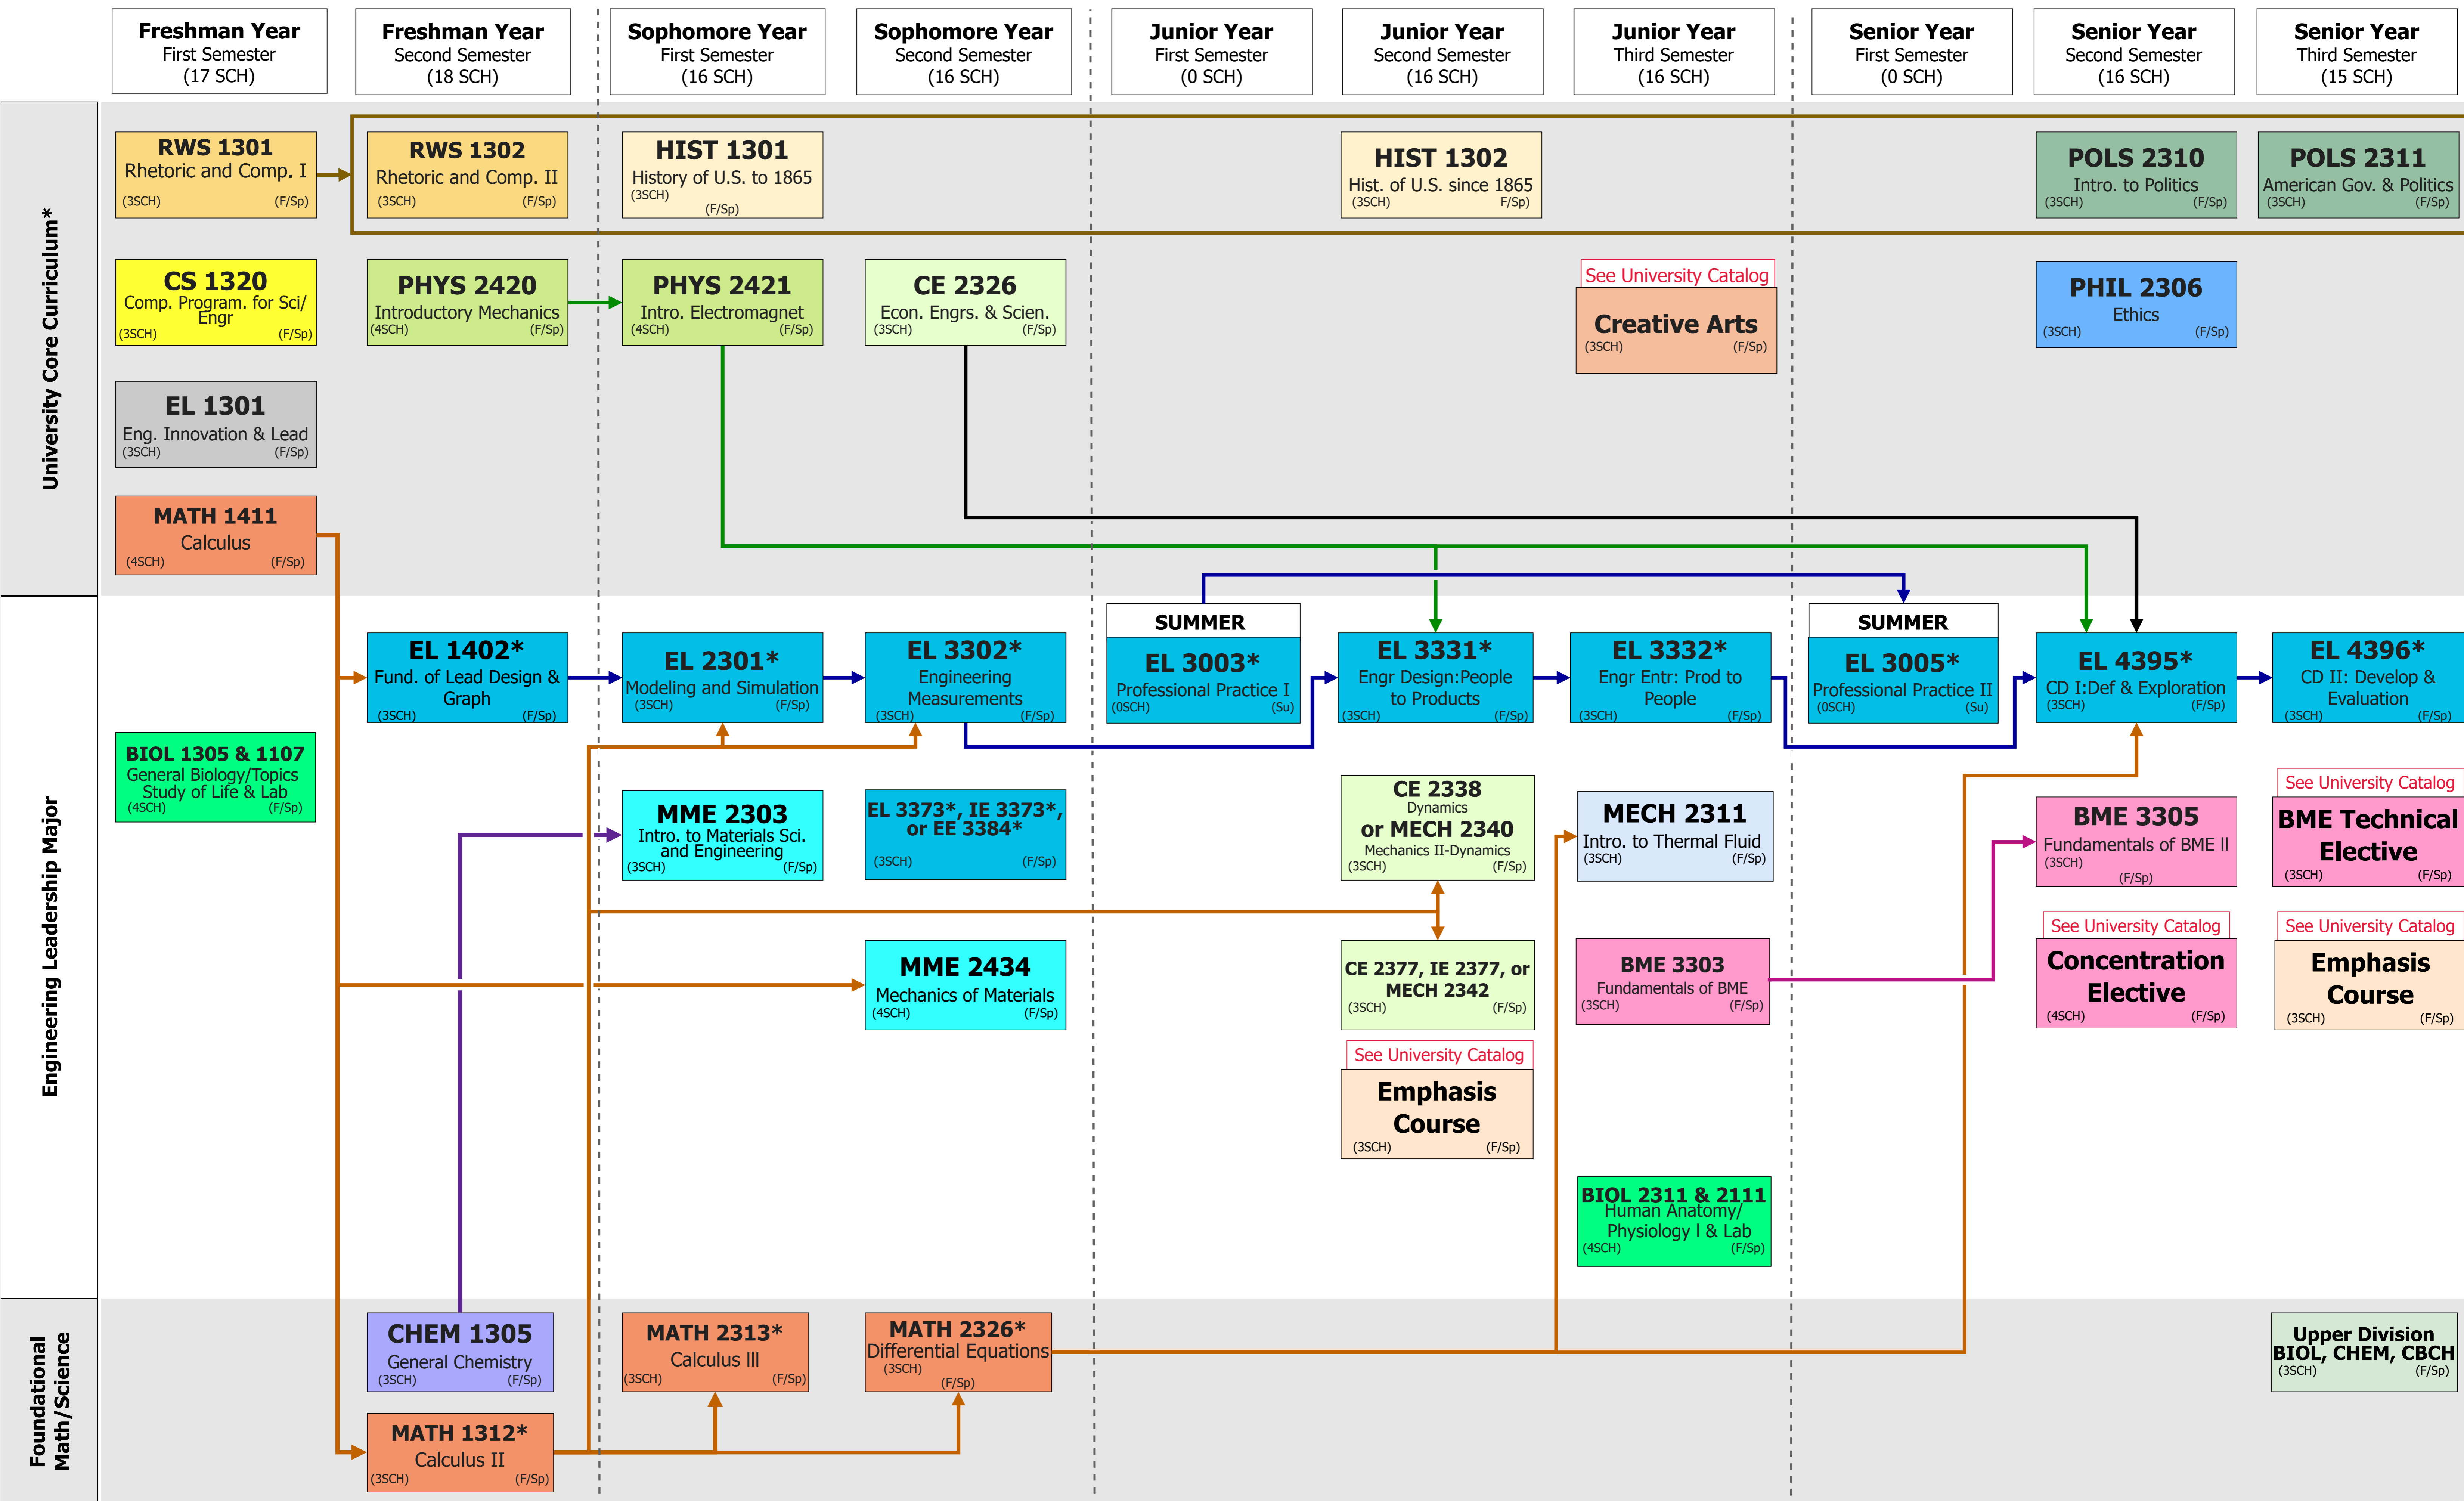 Freshman Year
First Semester
(17 SCH)
Freshman Year
Second Semester
(18 SCH)
Sophomore Year
First Semester
(16 SCH)
Sophomore Year
Second Semester
(16 SCH)
Junior Year
First Semester
(0 SCH)
Junior Year
Second Semester
(16 SCH)
Junior Year
Third Semester
(16 SCH)
Senior Year
First Semester
(0 SCH)
Senior Year
Second Semester
(16 SCH)
Senior Year
Third Semester
(15 SCH)
University Core Curriculum*
RWS 1301
Rhetoric and Comp. I
(3SCH) (F/Sp)
RWS 1302
Rhetoric and Comp. II
(3SCH) (F/Sp)
HIST 1301
History of U.S. to 1865
(3SCH)
(F/Sp)
HIST 1302
Hist. of U.S. since 1865
(3SCH) F/Sp)
POLS 2310
Intro. to Politics
(3SCH) (F/Sp)
POLS 2311
American Gov. & Politics
(3SCH) (F/Sp)
CS 1320
Comp. Program. for Sci/
Engr
(3SCH) (F/Sp)
PHYS 2420
Introductory Mechanics
(4SCH) (F/Sp)
PHYS 2421
Intro. Electromagnet
(4SCH) (F/Sp)
CE 2326
Econ. Engrs. & Scien.
(3SCH) (F/Sp)
See University Catalog
Creative Arts
(3SCH) (F/Sp)
PHIL 2306
Ethics
(3SCH) (F/Sp)
EL 1301
Eng. Innovation & Lead
(3SCH) (F/Sp)
MATH 1411
Calculus
(4SCH) (F/Sp)
Engineering Leadership Major
EL 1402*
Fund. of Lead Design &
Graph
(3SCH) (F/Sp)
EL 2301*
Modeling and Simulation
(3SCH) (F/Sp)
EL 3302*
Engineering
Measurements
(3SCH) (F/Sp)
SUMMER
EL 3003*
Professional Practice I
(0SCH) (Su)
EL 3331*
Engr Design:People
to Products
(3SCH) (F/Sp)
EL 3332*
Engr Entr: Prod to
People
(3SCH) (F/Sp)
SUMMER
EL 3005*
Professional Practice II
(0SCH) (Su)
EL 4395*
CD I:Def & Exploration
(3SCH) (F/Sp)
EL 4396*
CD II: Develop &
Evaluation
(3SCH) (F/Sp)
BIOL 1305 & 1107
General Biology/Topics
Study of Life & Lab
(4SCH) (F/Sp)
MME 2303
Intro. to Materials Sci.
and Engineering
(3SCH) (F/Sp)
EL 3373*, IE 3373*,
or EE 3384*
(3SCH) (F/Sp)
CE 2338
Dynamics
or MECH 2340
Mechanics II-Dynamics
(3SCH) (F/Sp)
MECH 2311
Intro. to Thermal Fluid
(3SCH) (F/Sp)
BME 3305
Fundamentals of BME ll
(3SCH)
(F/Sp)
See University Catalog
BME Technical
Elective
(3SCH) (F/Sp)
MME 2434
Mechanics of Materials
(4SCH) (F/Sp)
CE 2377, IE 2377, or
MECH 2342
(3SCH) (F/Sp)
BME 3303
Fundamentals of BME
(3SCH) (F/Sp)
See University Catalog
Concentration
Elective
(4SCH) (F/Sp)
See University Catalog
Emphasis
Course
(3SCH) (F/Sp)
See University Catalog
Emphasis
Course
(3SCH) (F/Sp)
BIOL 2311 & 2111
Human Anatomy/
Physiology l & Lab
(4SCH) (F/Sp)
Foundational
Math/Science
CHEM 1305
General Chemistry
(3SCH) (F/Sp)
MATH 2313*
Calculus lll
(3SCH) (F/Sp)
MATH 2326*
Differential Equations
(3SCH)
(F/Sp)
Upper Division
BIOL, CHEM, CBCH
(3SCH) (F/Sp)
MATH 1312*
Calculus II
(3SCH) (F/Sp)